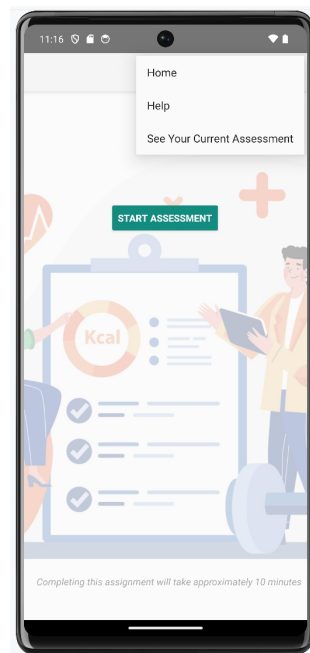 11:16
Home
Help
See Your Current Assessment
START ASSESSMENT
Kcal
Completing this assignment will take approximately 10 minutes